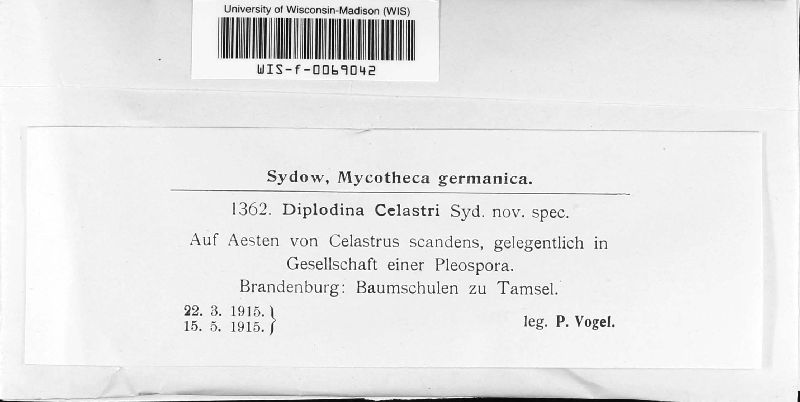 University of Wisconsin-Madison (WIS)
WIS-f-0069042
Sydow, Mycotheca germanica.
1362. Diplodina Celastri Syd. nov. spec.
Auf Aesten von Celastrus scandens, gelegentlich in
Gesellschaft einer Pleospora.
Brandenburg: Baumschulen zu Tamsel.
22. 3. 1915.
15. 5. 1915. } leg. P. Vogel.